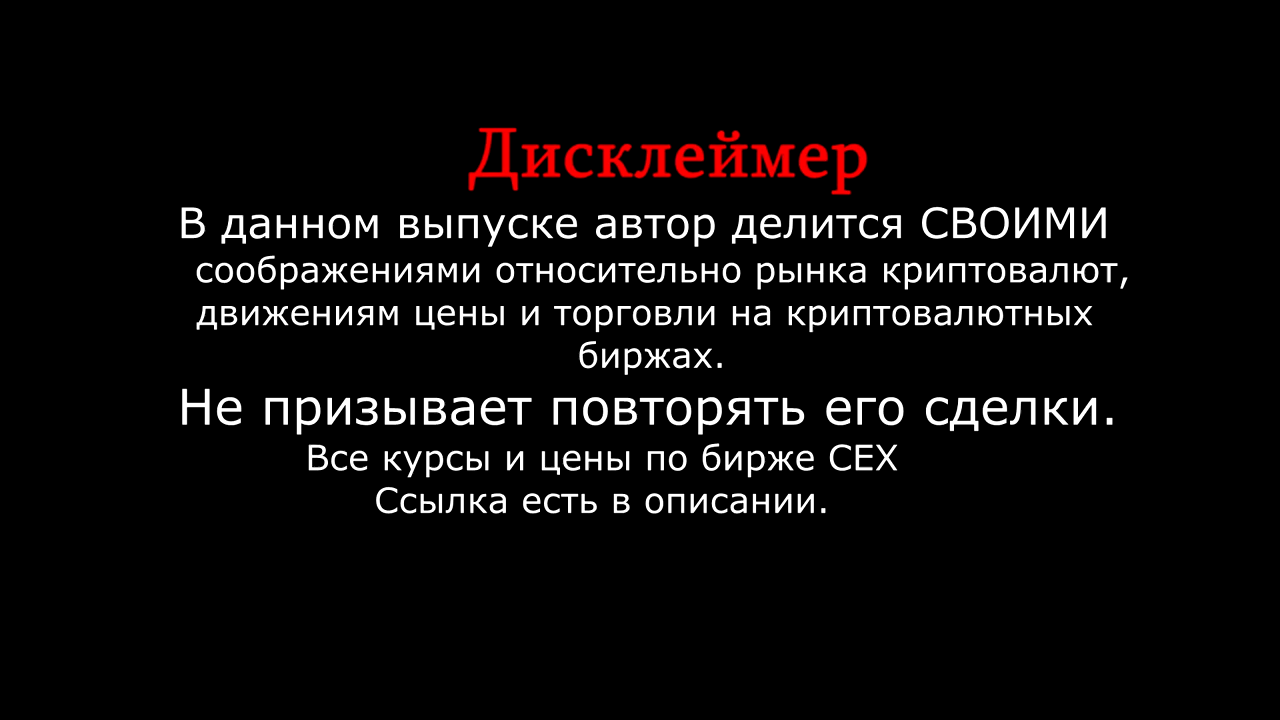 Дисклеймер
В данном выпуске автор делится СВОИМИ
соображениями относительно рынка криптовалют,
движениям цены и торговли на криптовалютных
биржах.
Не призывает повторять его сделки.
Все курсы и цены по бирже CEX
Ссылка есть в описании.